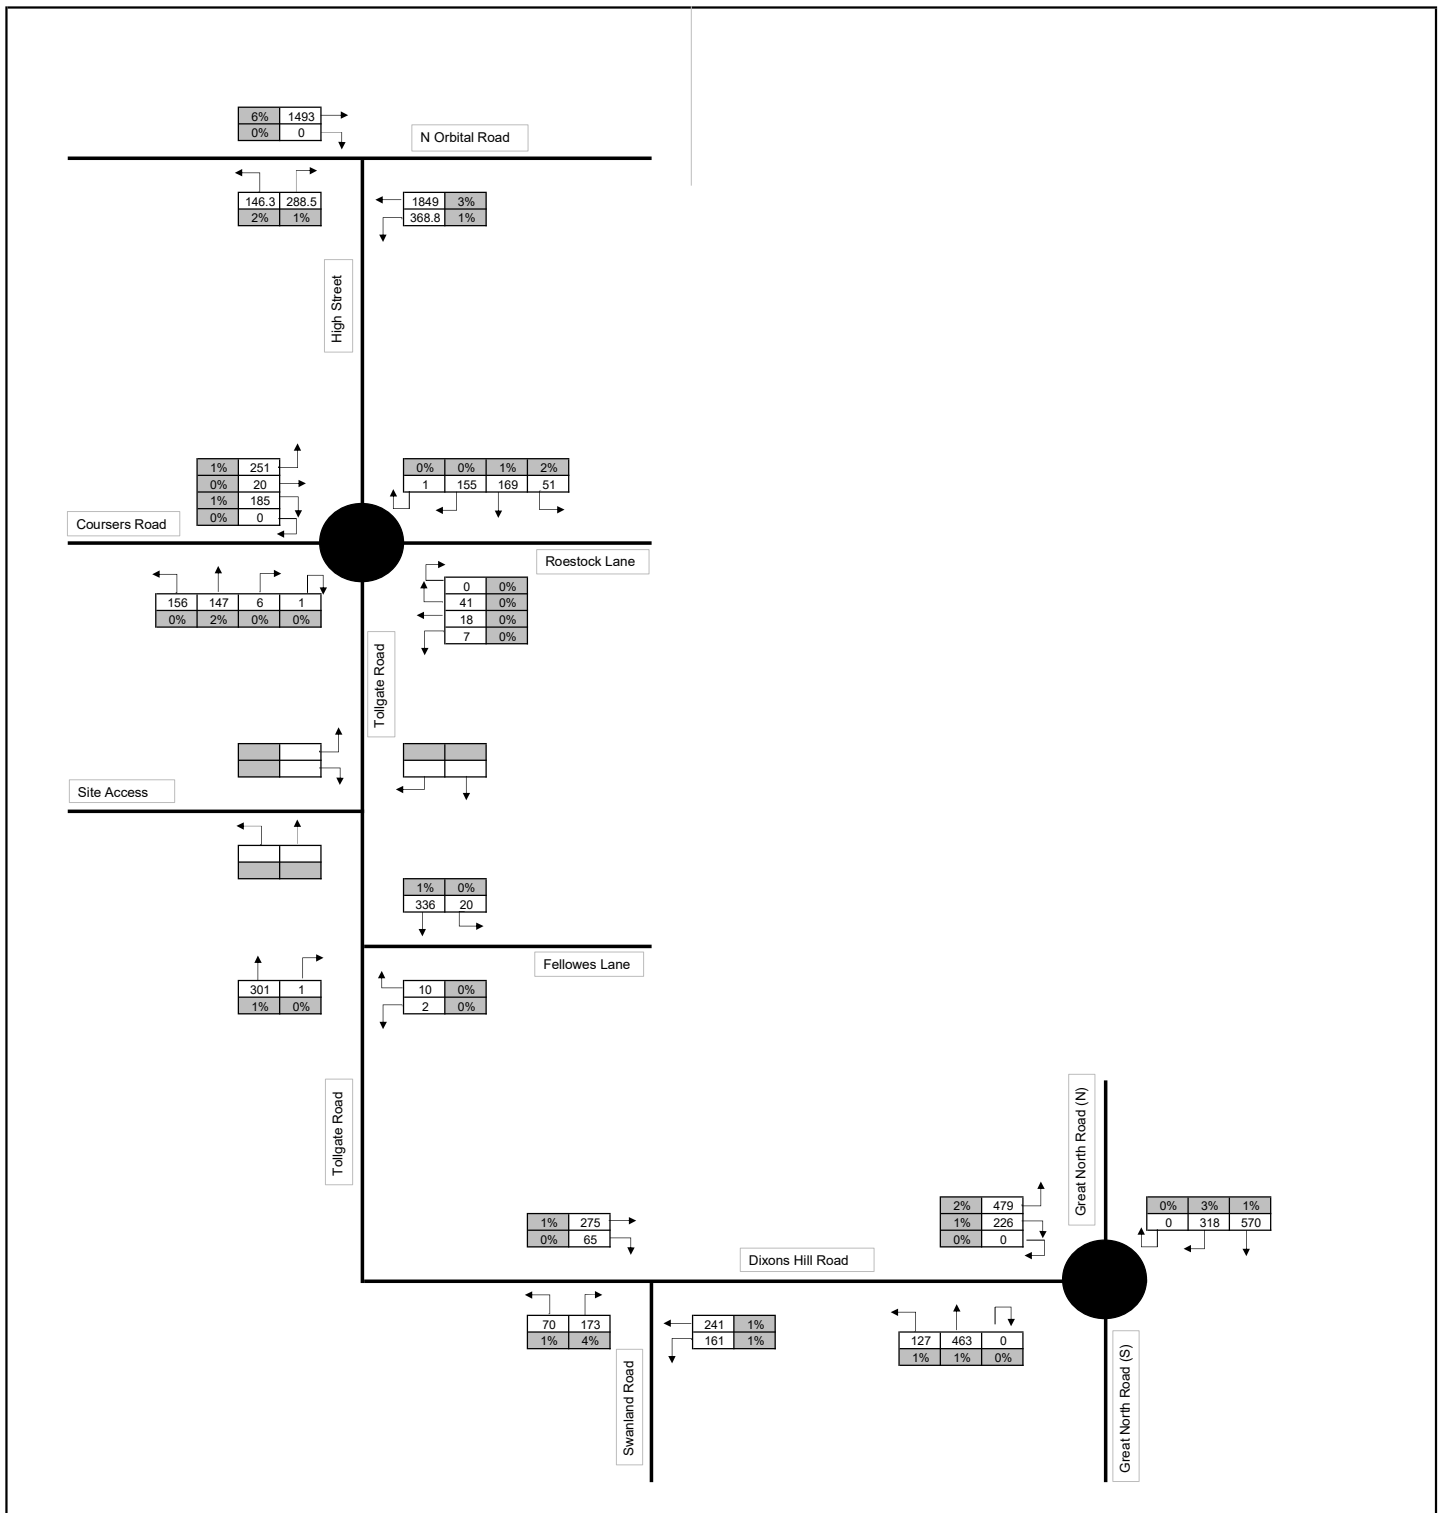 6% 1493
0% 0
N Orbital Road
146.3 288.5
2% 1%
1849 3%
368.8 1%
High Street
1% 251
0% 20
1% 185
0% 0
0% 0% 1% 2%
1 155 169 51
Coursers Road
Roestock Lane
156 147 6 1
0% 2% 0% 0%
0 0%
41 0%
18 0%
7 0%
Tollgate Road
Site Access
1% 0%
336 20
Fellowes Lane
301 1
1% 0%
10 0%
2 0%
Tollgate Road
Great North Road (N)
1% 275
0% 65
2% 479
1% 226
0% 0
0% 3% 1%
0 318 570
Dixons Hill Road
70 173
1% 4%
241 1%
161 1%
127 463 0
1% 1% 0%
Swanland Road
Great North Road (S)